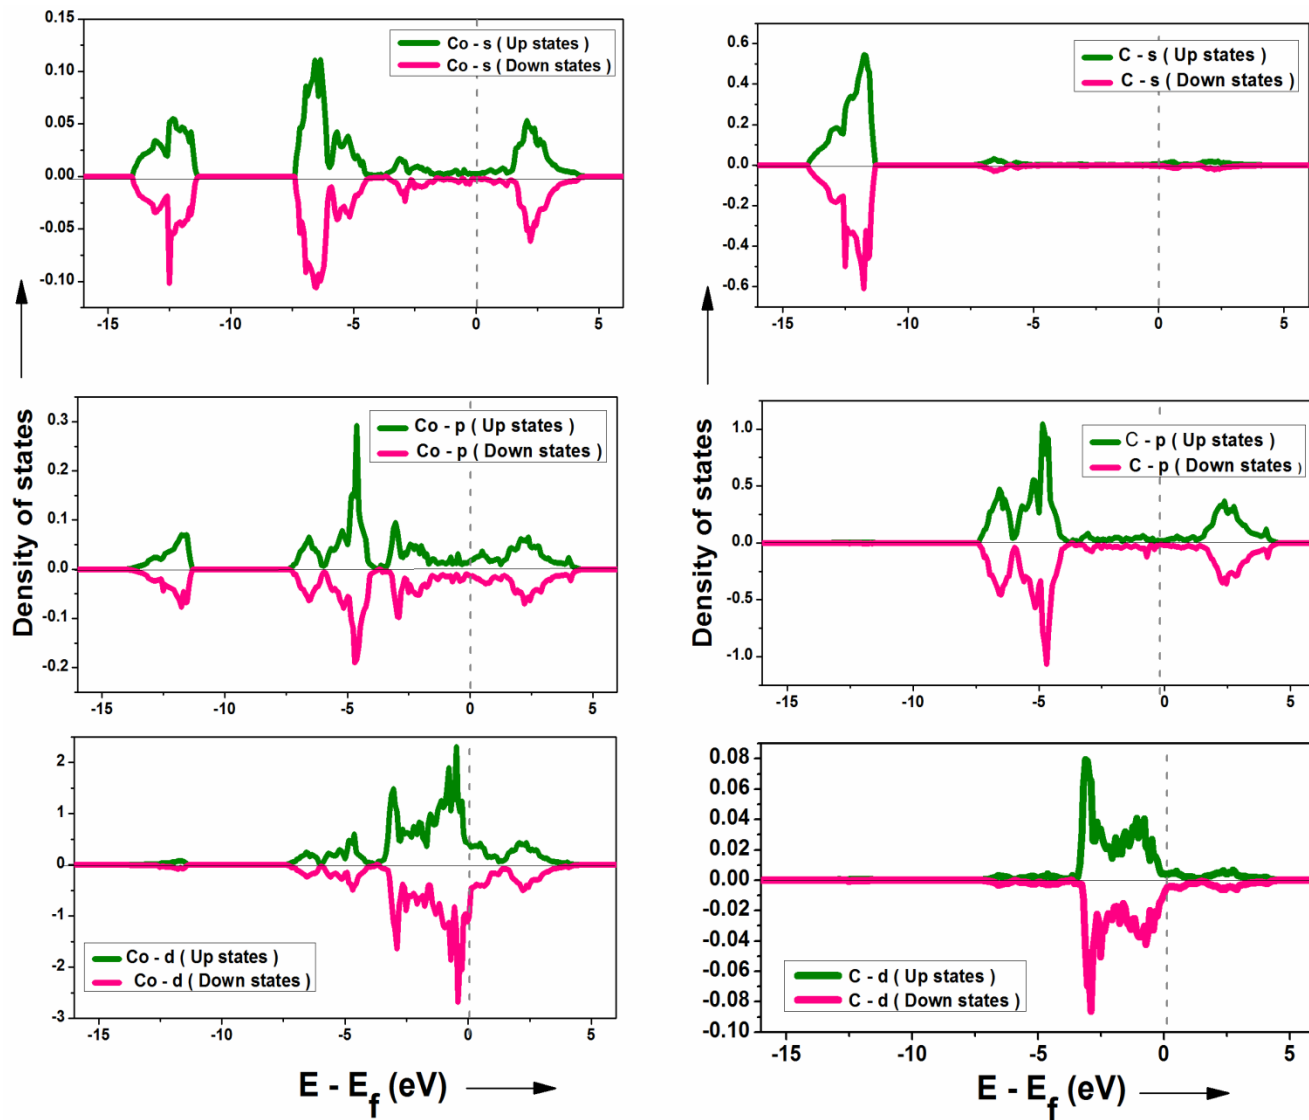 0.15
0.10
0.05
0.00
-0.05
-0.10
Co - s ( Up states )
Co - s ( Down states )
-15 -10 -5 0 5
0.6
0.4
0.2
0.0
-0.2
-0.4
-0.6
C - s ( Up states )
C - s ( Down states )
-15 -10 -5 0 5
Density of states
0.3
0.2
0.1
0.0
-0.1
-0.2
Co - p ( Up states )
Co - p ( Down states )
-15 -10 -5 0 5
Density of states
1.0
0.5
0.0
-0.5
-1.0
C - p ( Up states )
C - p ( Down states )
-15 -10 -5 0 5
2
1
0
-1
-2
-3
Co - d ( Up states )
Co - d ( Down states )
-15 -10 -5 0 5
E - Ef (eV)
0.08
0.06
0.04
0.02
0.00
-0.02
-0.04
-0.06
-0.08
-0.10
C - d ( Up states )
C - d ( Down states )
-15 -10 -5 0 5
E - Ef (eV)